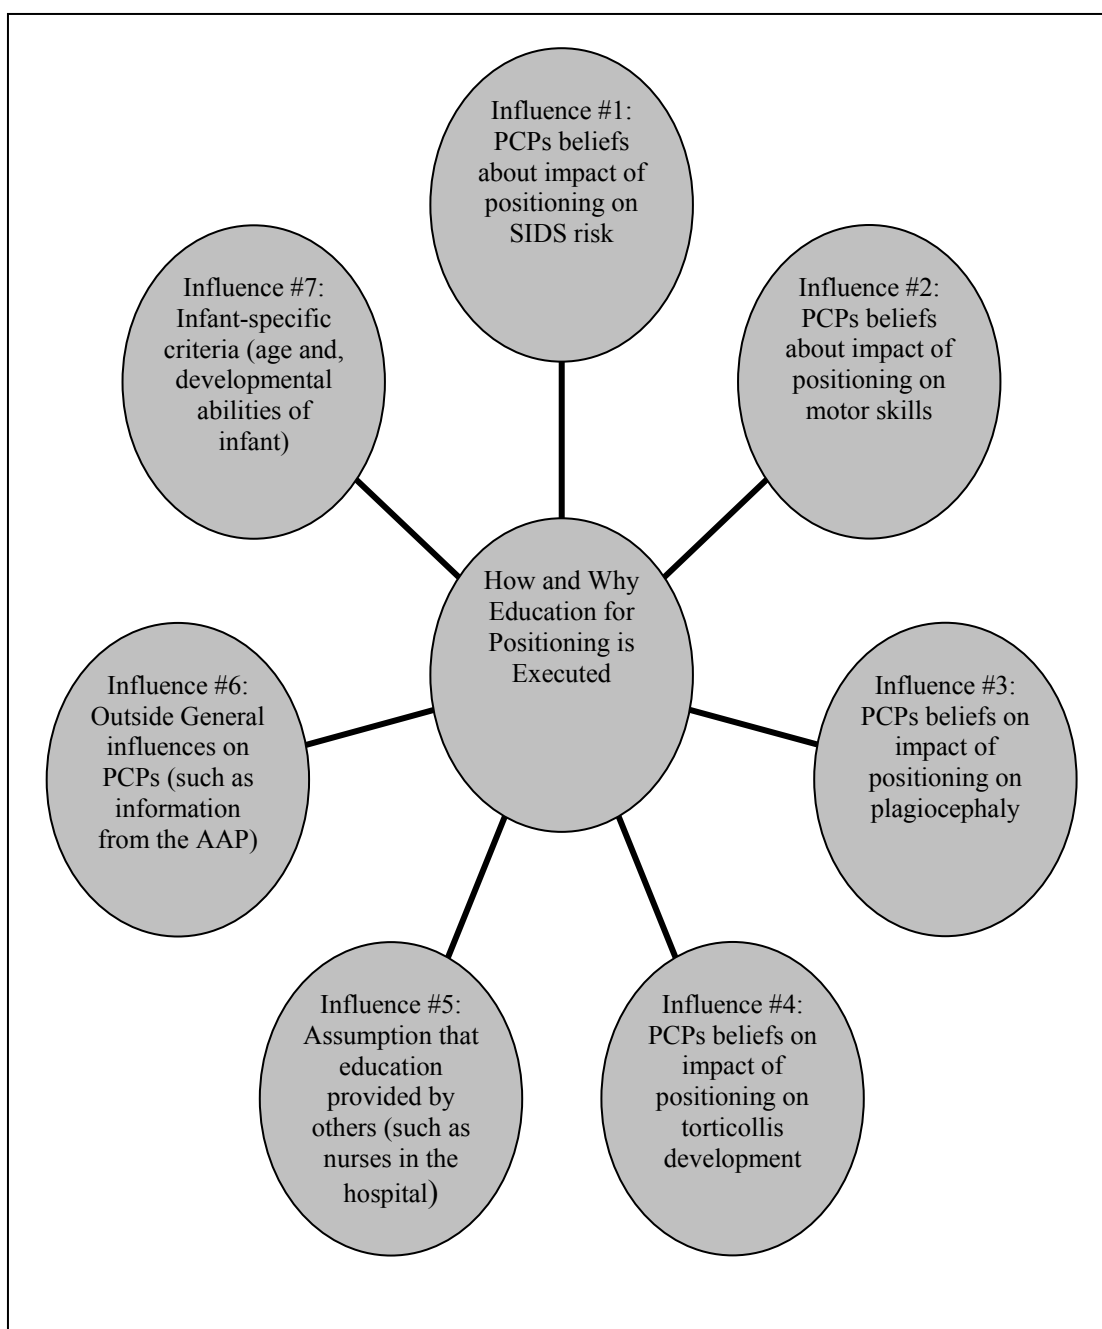 Influence #1:
PCPs beliefs
about impact of
positioning on
SIDS risk
Influence #2:
PCPs beliefs
about impact of
positioning on
motor skills
Influence #3:
PCPs beliefs on
impact of
positioning on
plagiocephaly
Influence #4:
PCPs beliefs on
impact of
positioning on
torticollis
development
Influence #5:
Assumption that
education
provided by
others (such as
nurses in the
hospital)
Influence #6:
Outside General
influences on
PCPs (such as
information
from the AAP)
Influence #7:
Infant-specific
criteria (age and,
developmental
abilities of
infant)
How and Why
Education for
Positioning is
Executed